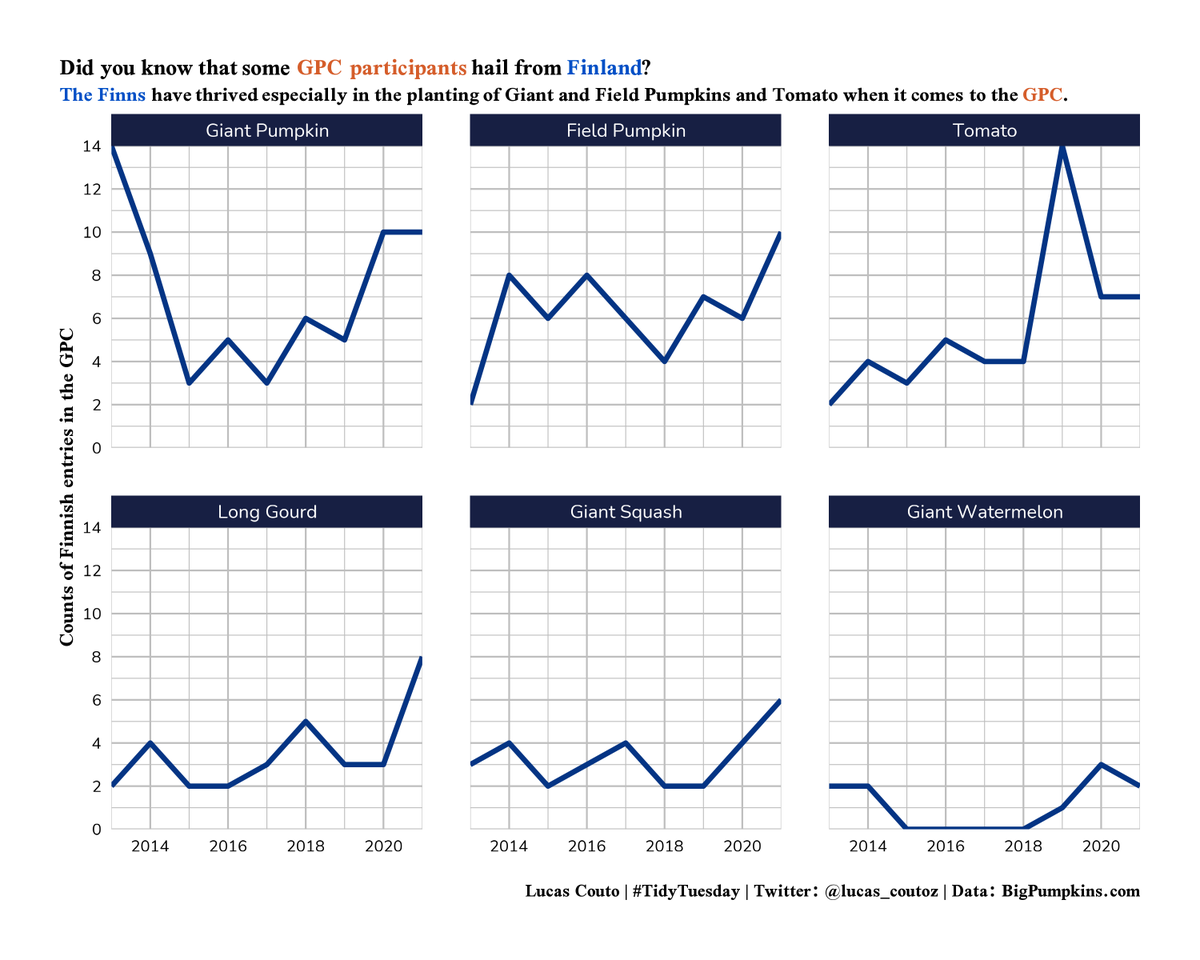 Did you know that some GPC participants hail from Finland?
The Finns have thrived especially in the planting of Giant and Field Pumpkins and Tomato when it comes to the GPC.
Giant Pumpkin
Field Pumpkin
Tomato
14
12
10
8
6
4
2
0
Counts of Finnish entries in the GPC
Long Gourd
Giant Squash
Giant Watermelon
14
12
10
8
6
4
2
0
2014 2016 2018 2020
2014 2016 2018 2020
2014 2016 2018 2020
Lucas Couto | #TidyTuesday | Twitter: @lucas_coutoz | Data: BigPumpkins.com